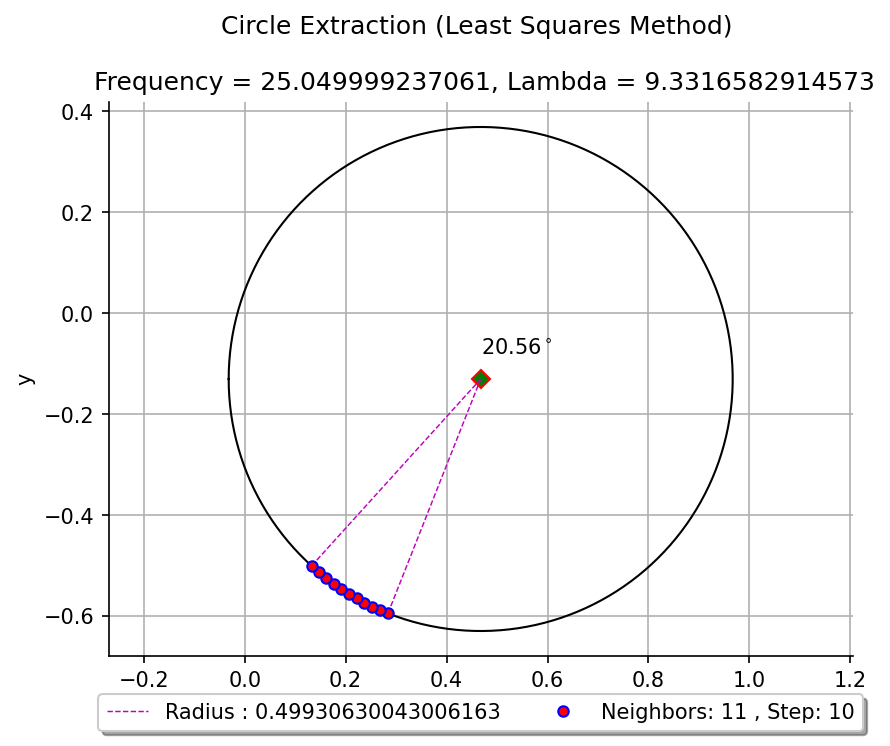 Circle Extraction (Least Squares Method)
Frequency = 25.049999237061, Lambda = 9.3316582914573
0.4
0.2
0.0
−0.2
−0.4
−0.6
y
20.56°
−0.2 0.0 0.2 0.4 0.6 0.8 1.0 1.2
Radius : 0.49930630043006163 Neighbors: 11 , Step: 10